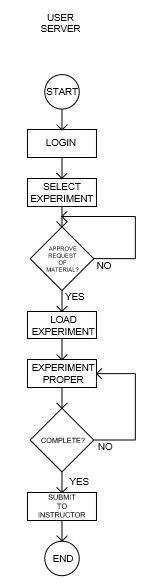 USER
SERVER
START
LOGIN
SELECT
EXPERIMENT
APPROVE
REQUEST
OF
MATERIAL?
NO
YES
LOAD
EXPERIMENT
EXPERIMENT
PROPER
COMPLETE?
NO
YES
SUBMIT
TO
INSTRUCTOR
END